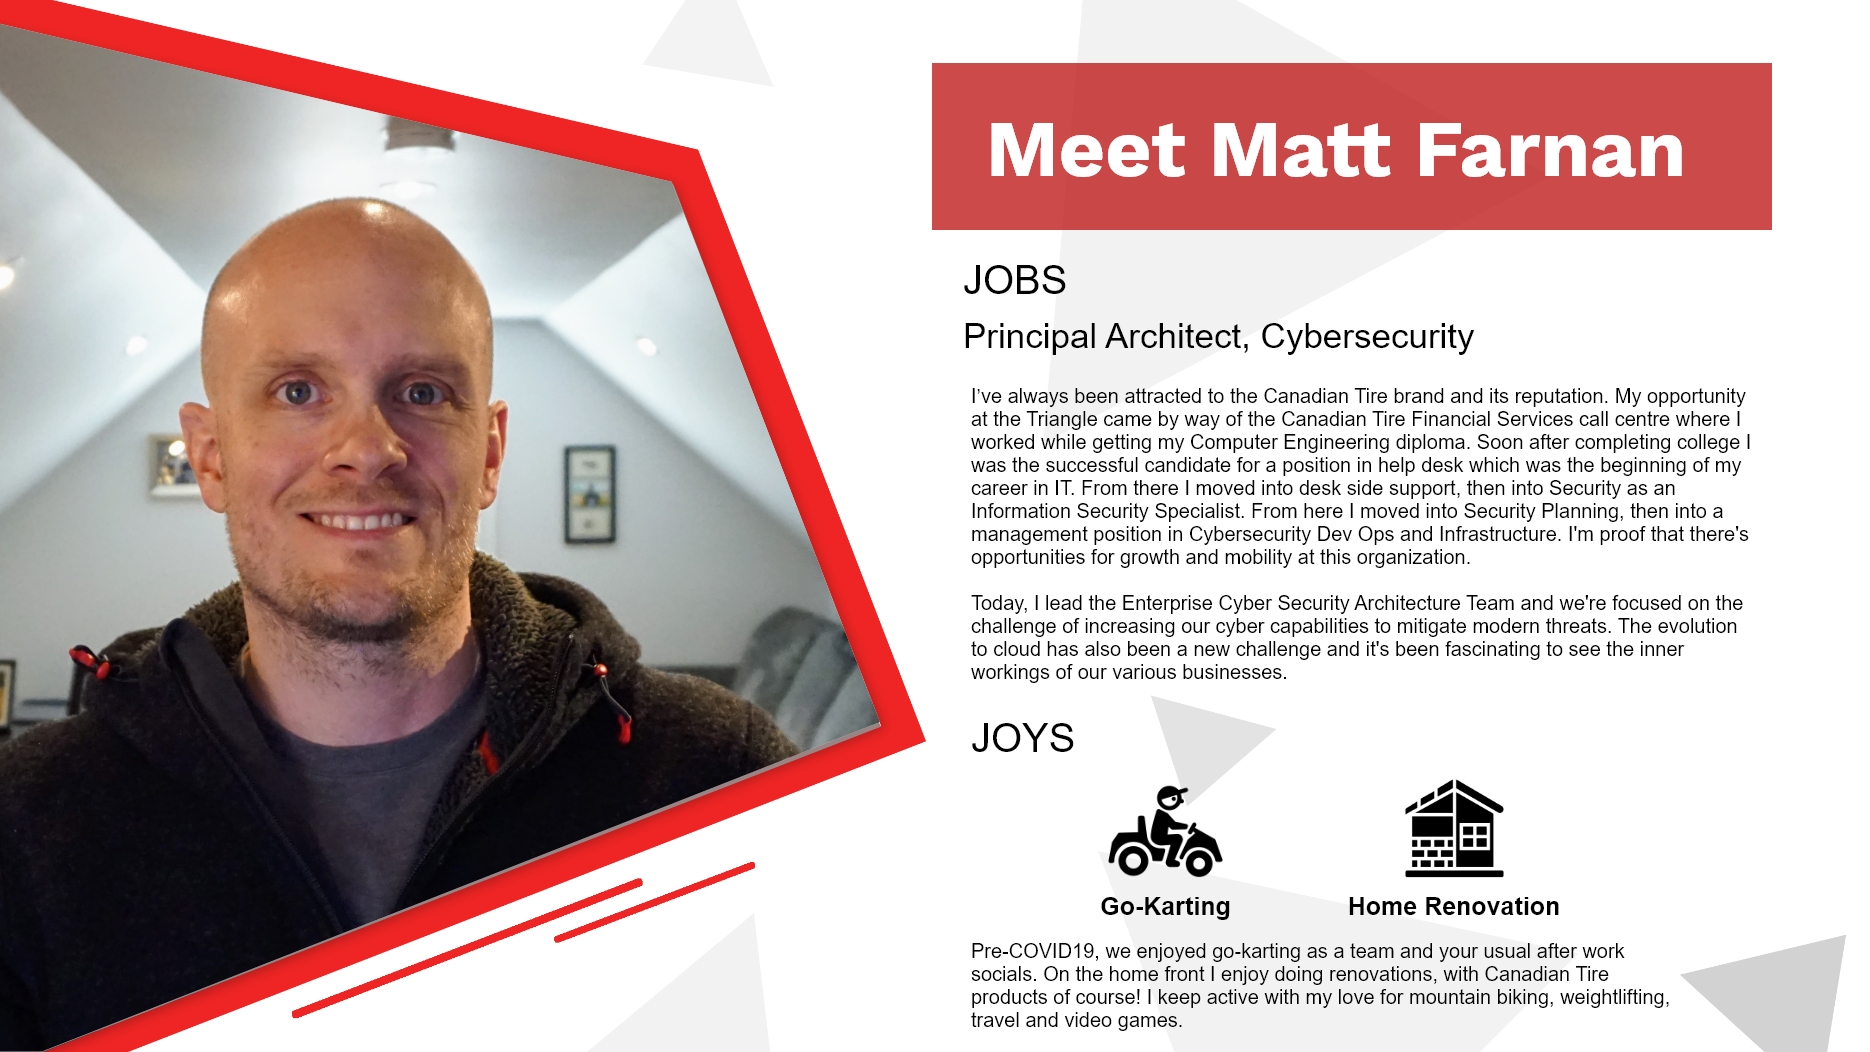 Meet Matt Farnan
JOBS
Principal Architect, Cybersecurity
I’ve always been attracted to the Canadian Tire brand and its reputation. My opportunity
at the Triangle came by way of the Canadian Tire Financial Services call centre where I
worked while getting my Computer Engineering diploma. Soon after completing college I
was the successful candidate for a position in help desk which was the beginning of my
career in IT. From there I moved into desk side support, then into Security as an
Information Security Specialist. From here I moved into Security Planning, then into a
management position in Cybersecurity Dev Ops and Infrastructure. I'm proof that there's
opportunities for growth and mobility at this organization.
Today, I lead the Enterprise Cyber Security Architecture Team and we're focused on the
challenge of increasing our cyber capabilities to mitigate modern threats. The evolution
to cloud has also been a new challenge and it's been fascinating to see the inner
workings of our various businesses.
JOYS
Go-Karting
Home Renovation
Pre-COVID19, we enjoyed go-karting as a team and your usual after work
socials. On the home front I enjoy doing renovations, with Canadian Tire
products of course! I keep active with my love for mountain biking, weightlifting,
travel and video games.